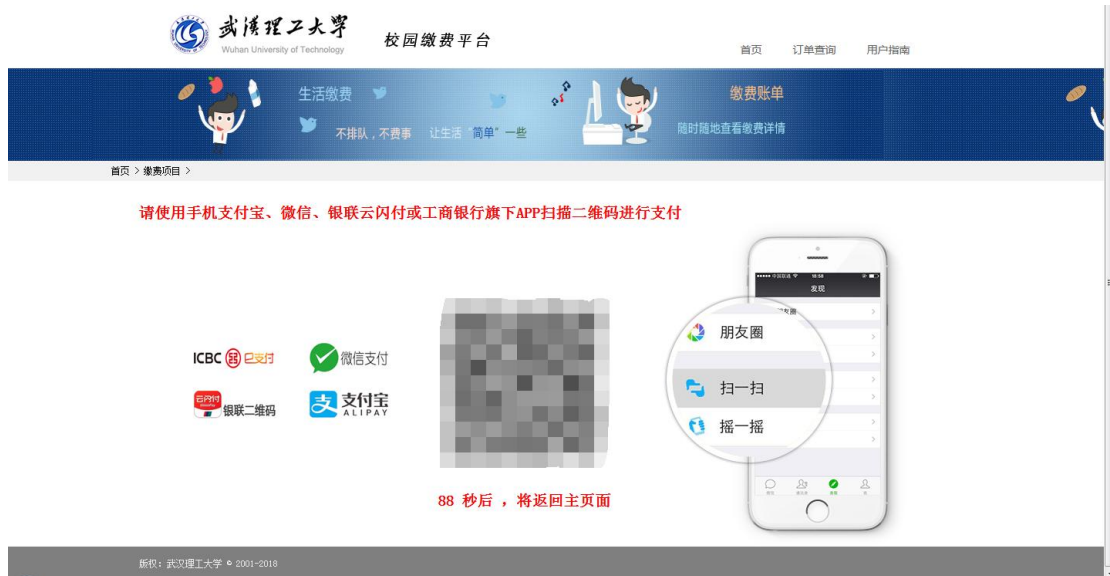 武汉理工大学
Wuhan University of Technology
校园缴费平台
首页 订单查询 用户指南
生活缴费
不排队，不费事 让生活“简单”一些
缴费账单
随时随地查看缴费详情
首页 > 缴费项目 >
请使用手机支付宝、微信、银联云闪付或工商银行旗下APP扫描二维码进行支付
ICBC e支付
微信支付
云闪付
银联二维码
支 支付宝
ALIPAY
88 秒后 ，将返回主页面
中国联通
发现
朋友圈
扫一扫
摇一摇
版权：武汉理工大学 © 2001-2018